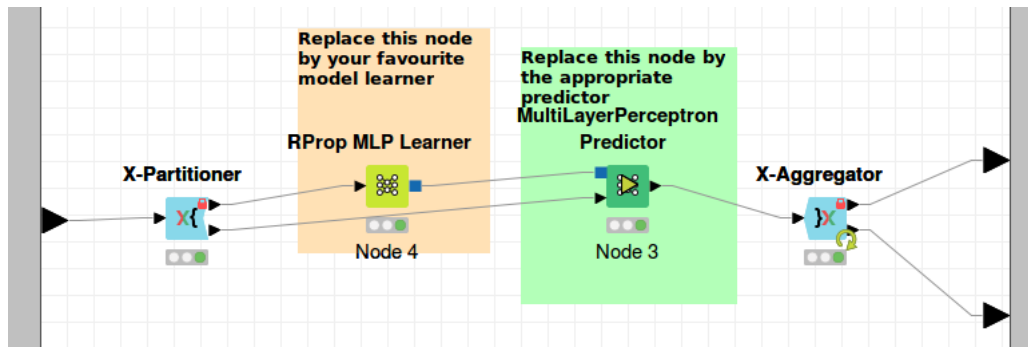 Replace this node
by your favourite
model learner
Replace this node by
the appropriate
predictor
MultiLayerPerceptron
Predictor
RProp MLP Learner
X-Partitioner
X-Aggregator
X{
}X
Node 4
Node 3